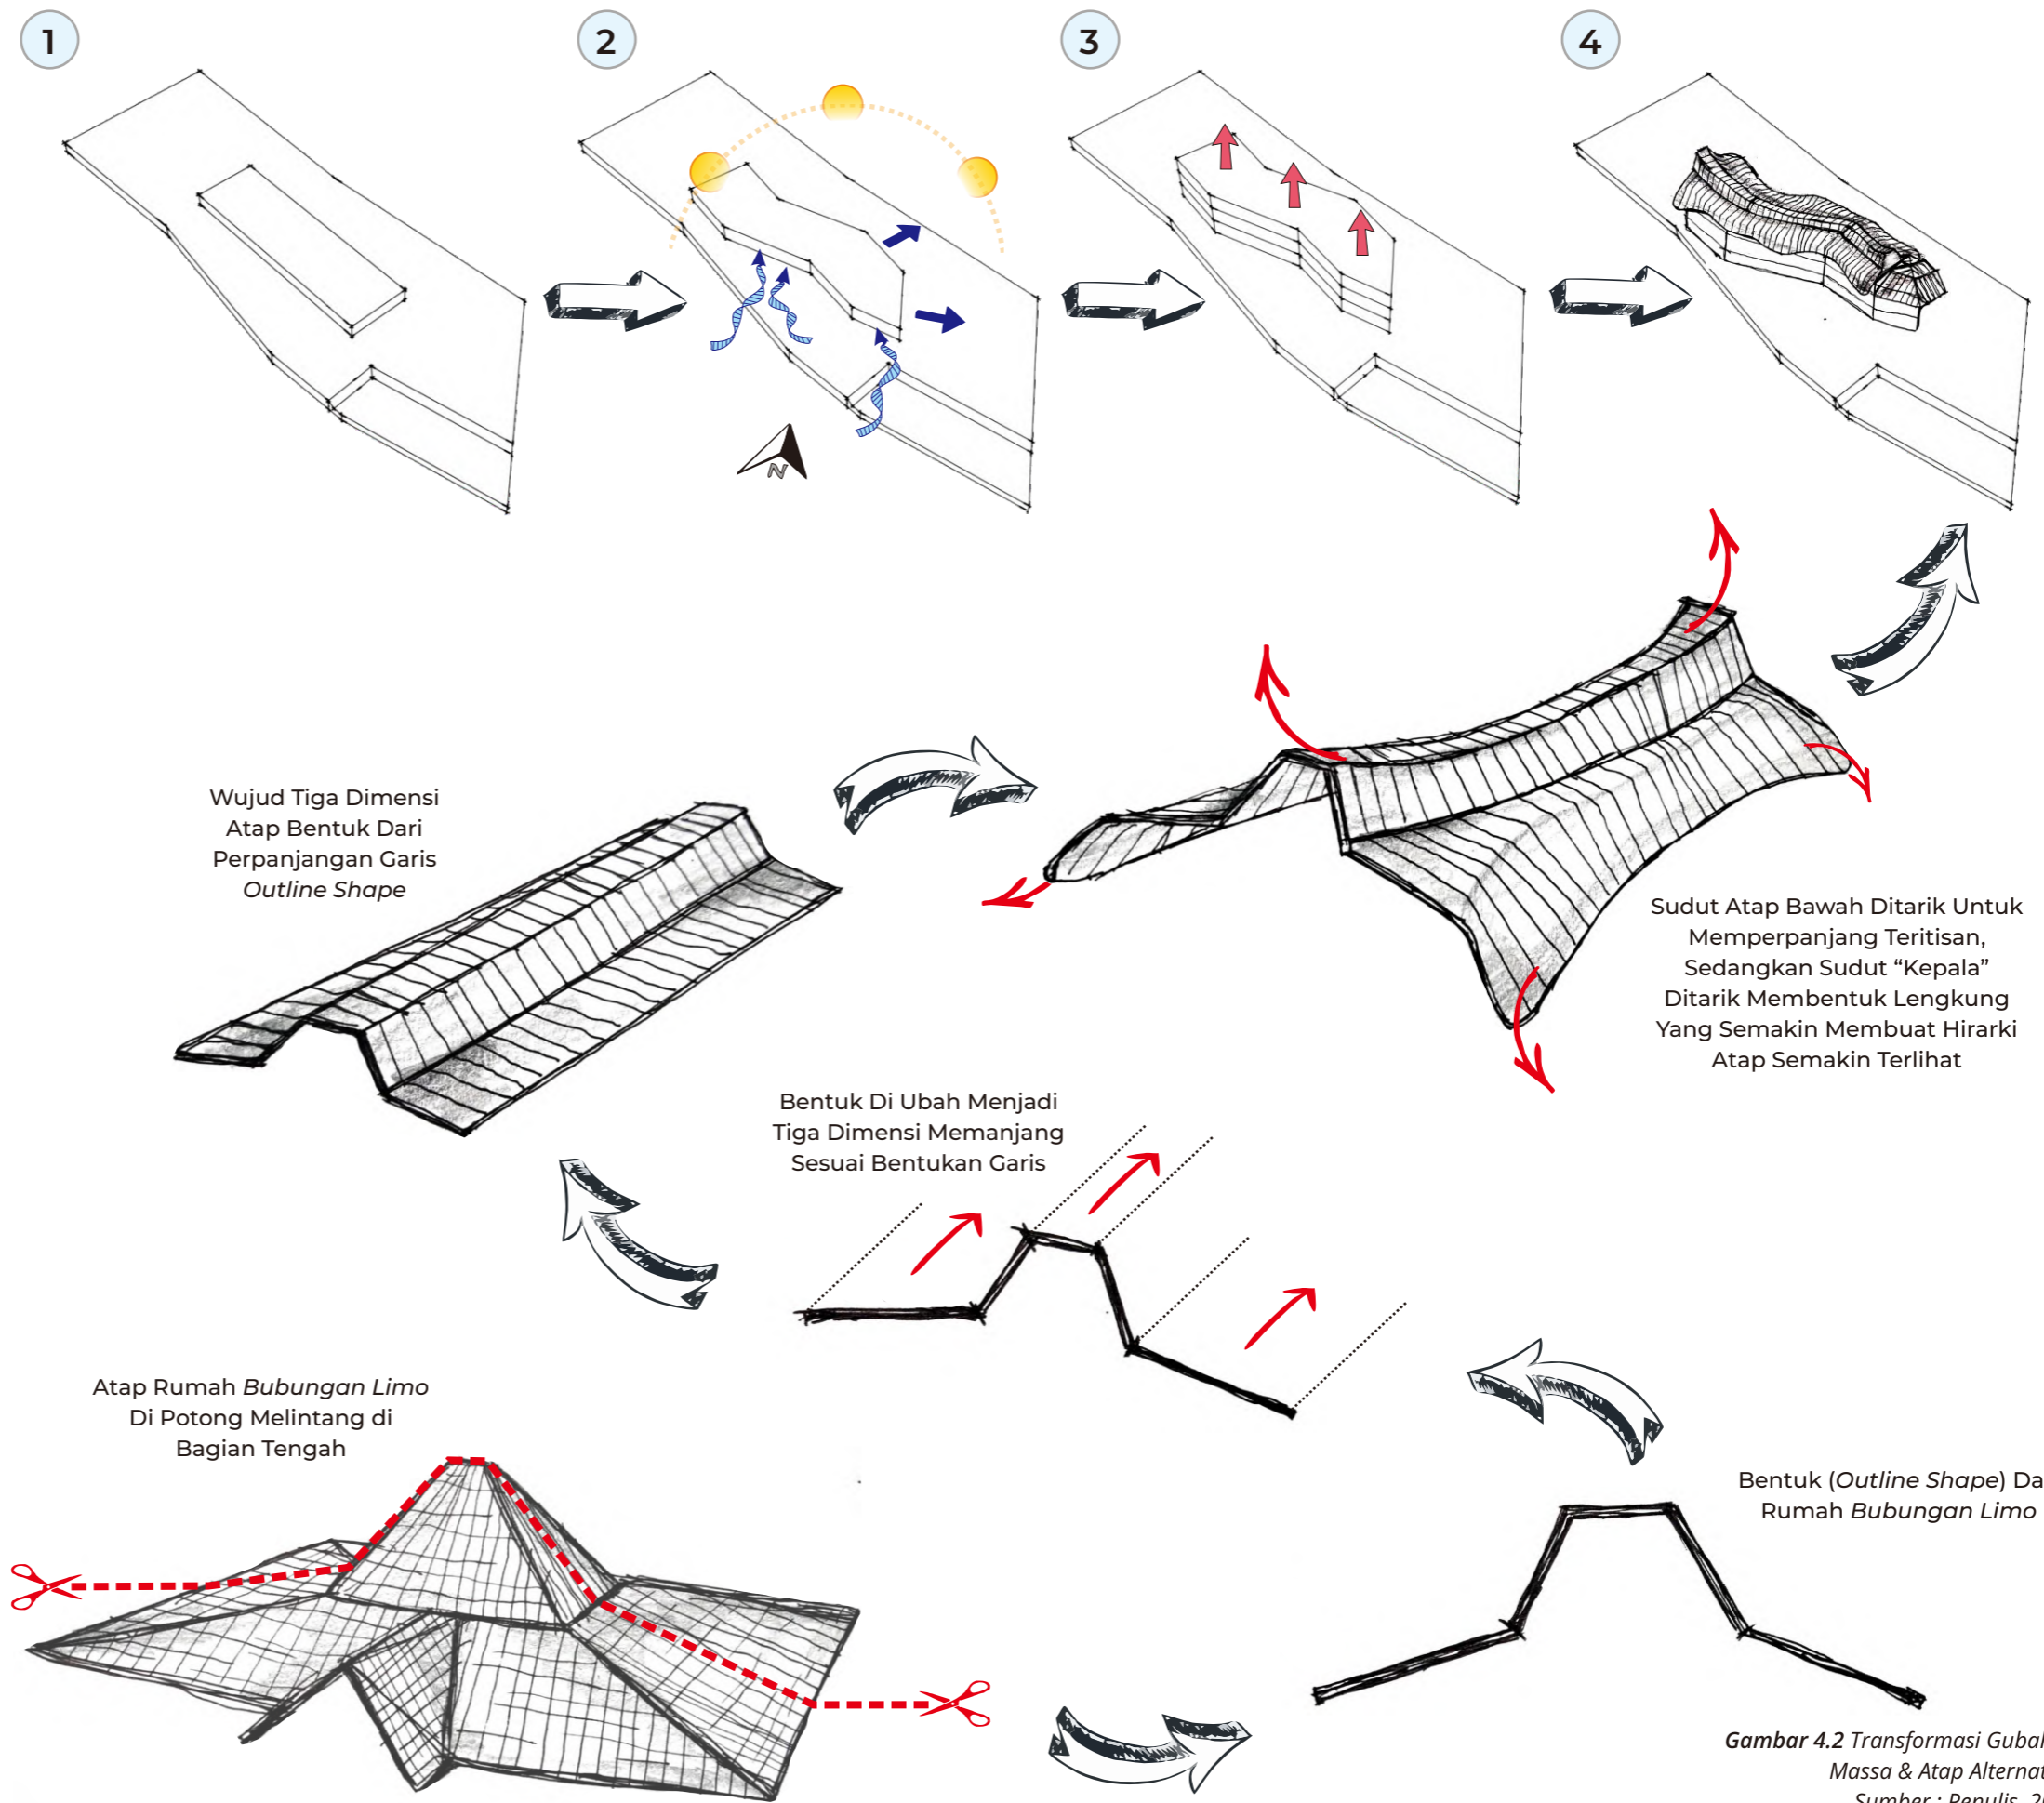 1
2
3
4
N
Wujud Tiga Dimensi
Atap Bentuk Dari
Perpanjangan Garis
Outline Shape
Sudut Atap Bawah Ditarik Untuk
Memperpanjang Teritisan,
Sedangkan Sudut “Kepala”
Ditarik Membentuk Lengkung
Yang Semakin Membuat Hirarki
Atap Semakin Terlihat
Bentuk Di Ubah Menjadi
Tiga Dimensi Memanjang
Sesuai Bentukan Garis
Atap Rumah Bubungan Limo
Di Potong Melintang di
Bagian Tengah
Bentuk (Outline Shape)
Rumah Bubungan Limo
Gambar 4.2 Transformasi
Massa & Atap
Sumber : Penulis,